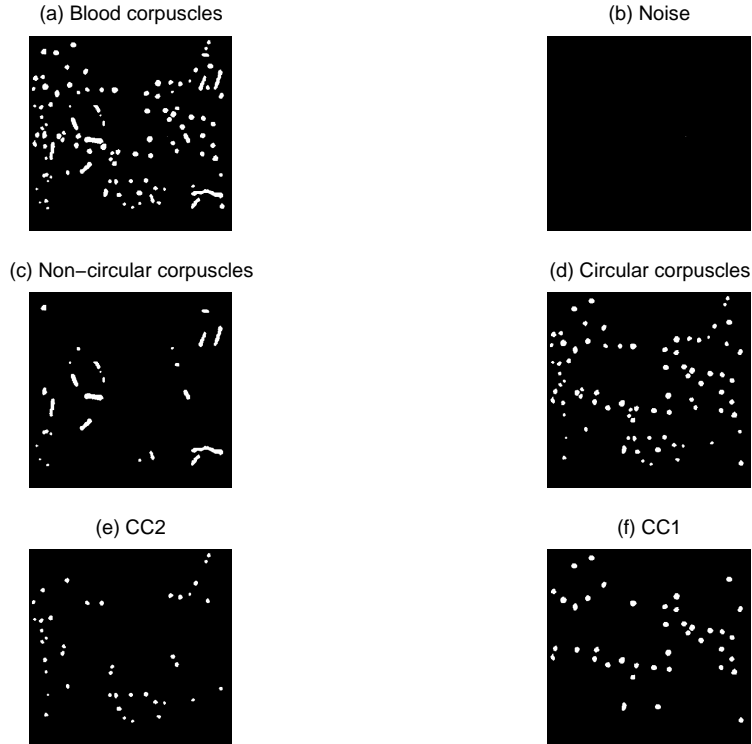 (a) Blood corpuscles
(b) Noise
(c) Non−circular corpuscles
(d) Circular corpuscles
(e) CC2
(f) CC1